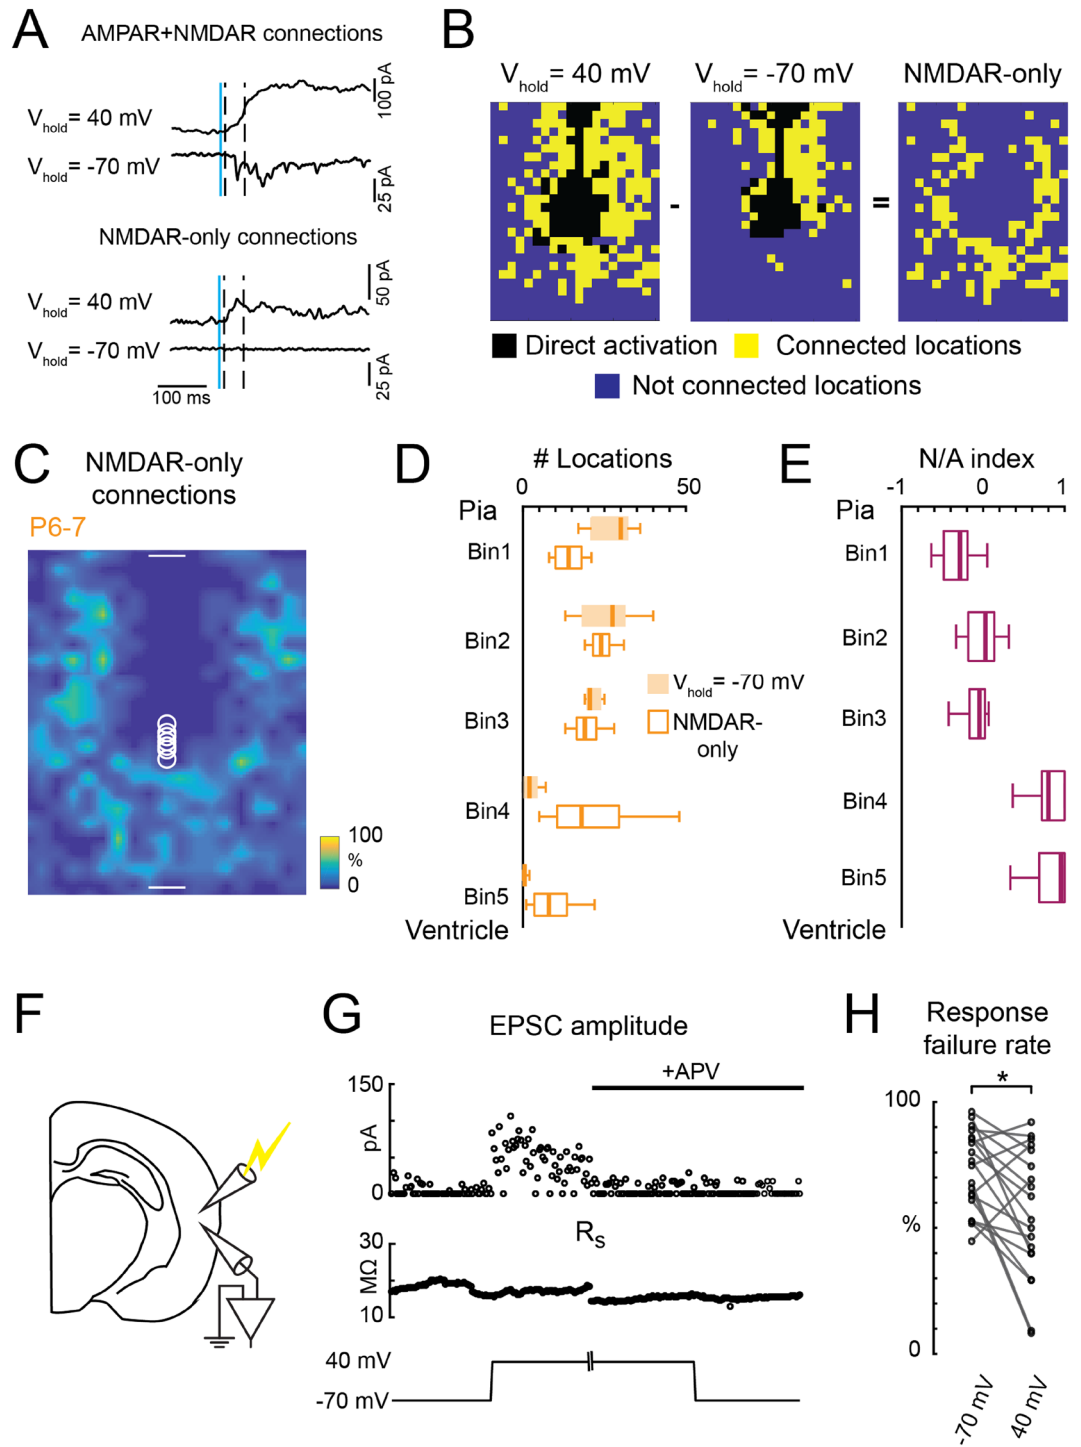 A
AMPAR+NMDAR connections
Vhold= 40 mV
100 pA
Vhold= -70 mV
25 pA
NMDAR-only connections
Vhold= 40 mV
50 pA
Vhold= -70 mV
25 pA
100 ms
B
Vhold= 40 mV
Vhold= -70 mV
NMDAR-only
-
=
Direct activation
Connected locations
Not connected locations
C
NMDAR-only
connections
P6-7
100
%
0
D
# Locations
0
50
Pia
Bin1
Bin2
Bin3
Bin4
Bin5
Ventricle
Vhold= -70 mV
NMDAR-
only
E
N/A index
-1
0
1
Pia
Bin1
Bin2
Bin3
Bin4
Bin5
Ventricle
F
G
EPSC amplitude
+APV
150
pA
0
RS
30
MΩ
10
40 mV
-70 mV
H
Response
failure rate
*
100
%
0
-70 mV
40 mV